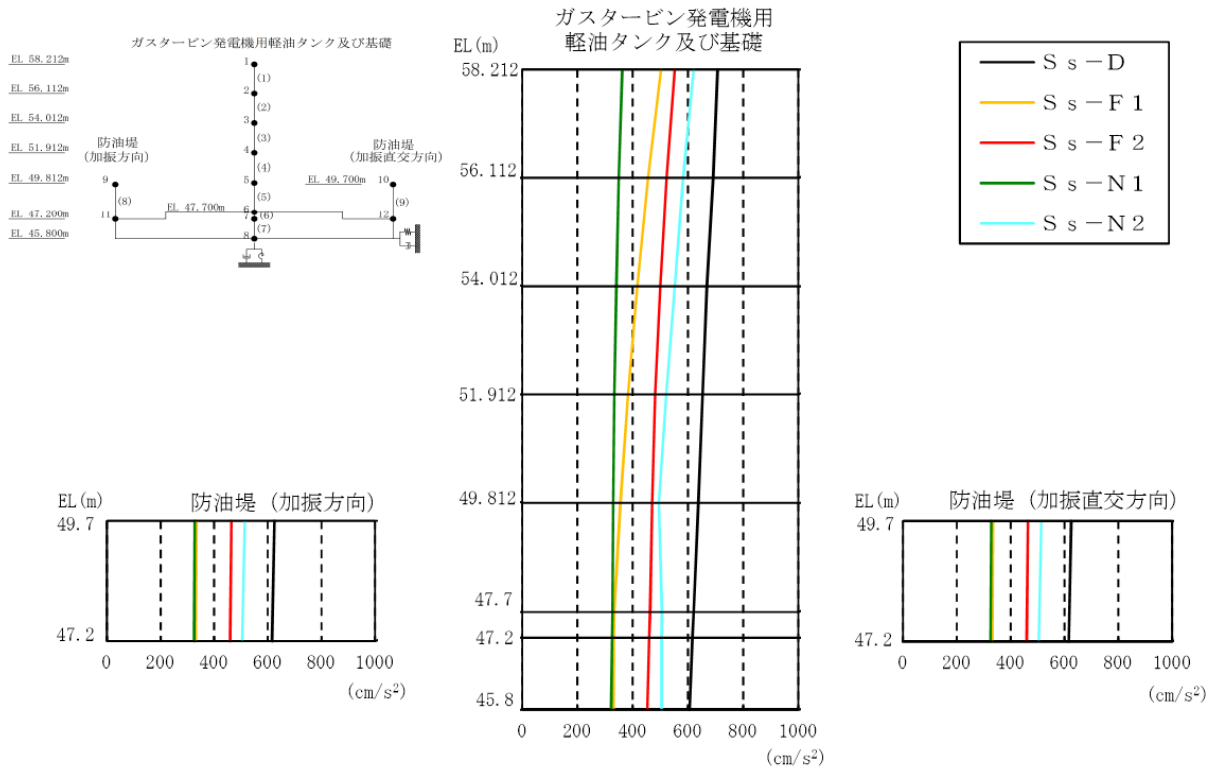 ガスタービン発電機用軽油タンク及び基礎
EL 58.212m
EL 56.112m
EL 54.012m
EL 51.912m
EL 49.812m
EL 47.200m
EL 45.800m
防油堤
(加振方向)
防油堤
(加振直交方向)
EL 49.700m
EL 47.700m
1
(1)
2
(2)
3
(3)
4
(4)
5
(5)
6
(6)
7
(7)
8
9
(8)
11
10
(9)
12
ガスタービン発電機用
軽油タンク及び基礎
EL(m)
58.212
56.112
54.012
51.912
49.812
47.7
47.2
45.8
0 200 400 600 800 1000
(cm/s²)
Ss-D
Ss-F1
Ss-F2
Ss-N1
Ss-N2
EL(m) 防油堤 (加振方向)
49.7
47.2
0 200 400 600 800 1000
(cm/s²)
EL(m) 防油堤 (加振直交方向)
49.7
47.2
0 200 400 600 800 1000
(cm/s²)